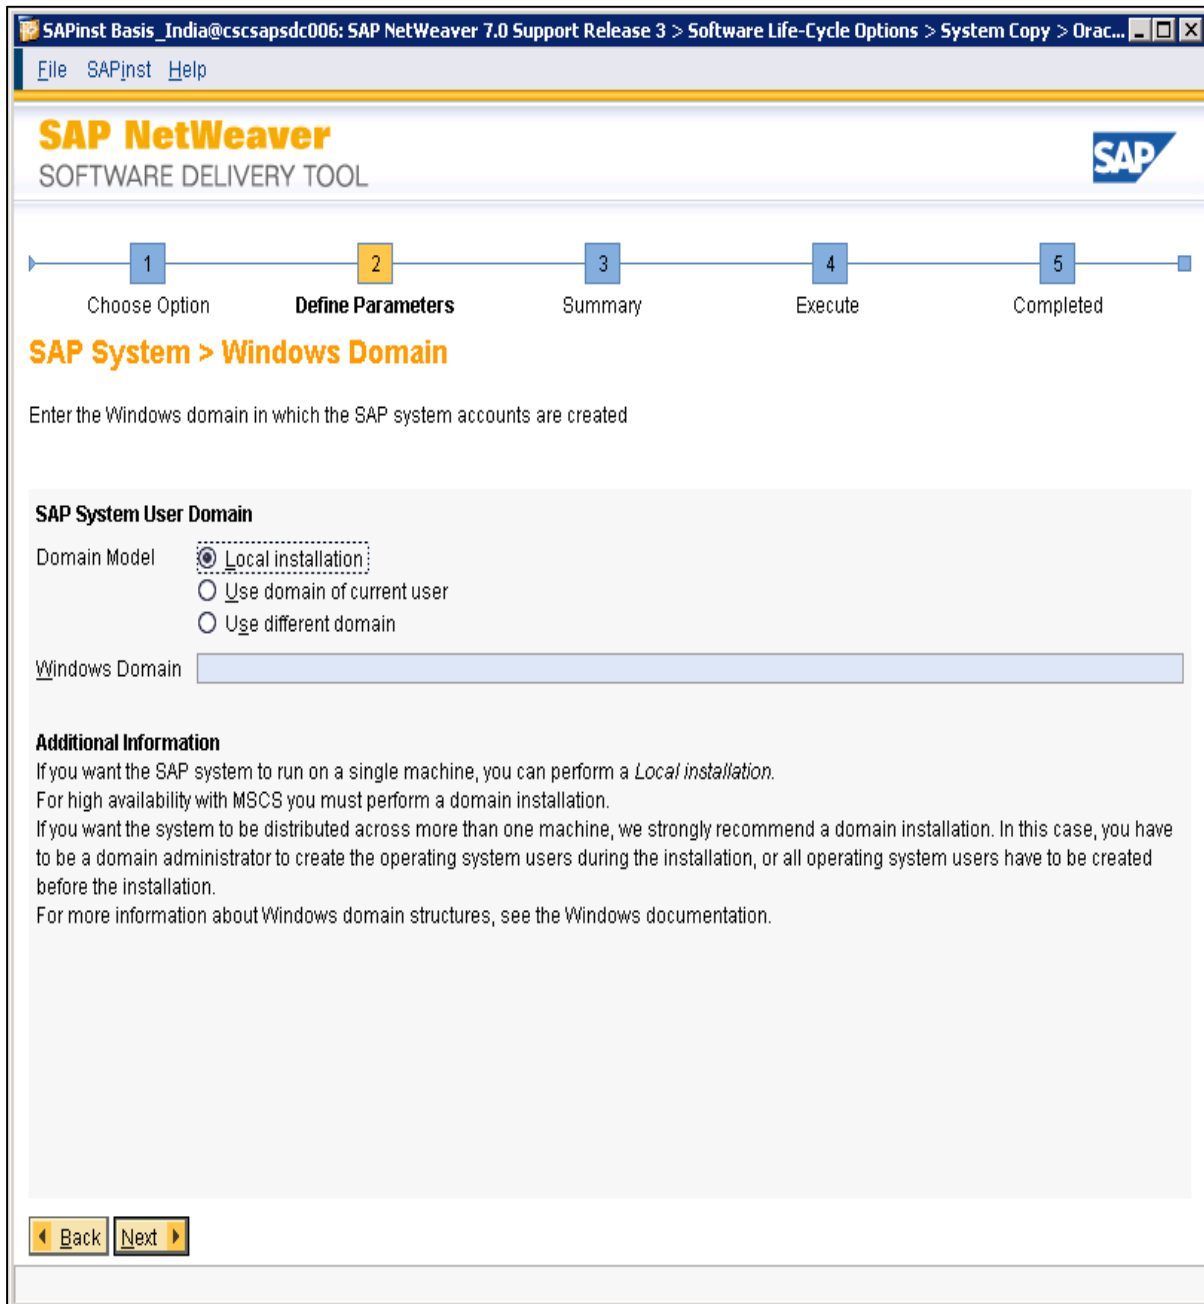 SAPinst Basis_India@cscsapsdc006: SAP NetWeaver 7.0 Support Release 3 > Software Life-Cycle Options > System Copy > Orac...
File SAPinst Help
SAP NetWeaver
SOFTWARE DELIVERY TOOL
SAP
1 2 3 4 5
Choose Option Define Parameters Summary Execute Completed
SAP System > Windows Domain
Enter the Windows domain in which the SAP system accounts are created
SAP System User Domain
Domain Model Local installation
Use domain of current user
Use different domain
Windows Domain
Additional Information
If you want the SAP system to run on a single machine, you can perform a Local installation.
For high availability with MSCS you must perform a domain installation.
If you want the system to be distributed across more than one machine, we strongly recommend a domain installation. In this case, you have
to be a domain administrator to create the operating system users during the installation, or all operating system users have to be created
before the installation.
For more information about Windows domain structures, see the Windows documentation.
Back Next